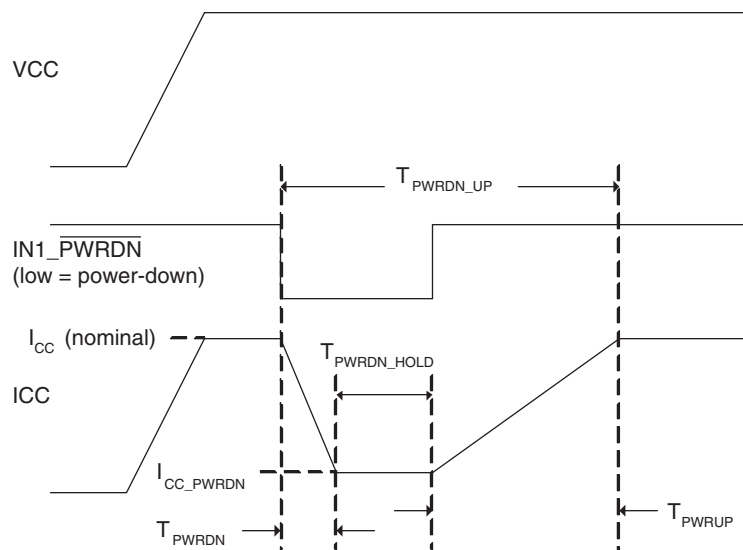 VCC
T PWRDN_UP
IN1_PWRDN
(low = power-down)
I CC (nominal)
T PWRDN_HOLD
ICC
I CC_PWRDN
T PWRDN
T PWRUP